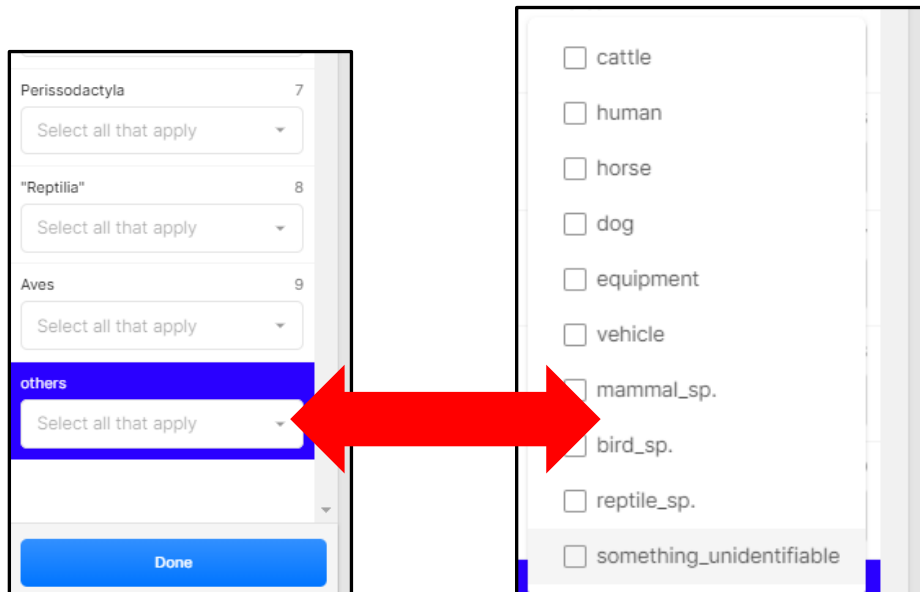 Perissodactyla 7
Select all that apply
"Reptilia" 8
Select all that apply
Aves 9
Select all that apply
others
Select all that apply
Done
cattle
human
horse
dog
equipment
vehicle
mammal_sp.
bird_sp.
reptile_sp.
something_unidentifiable